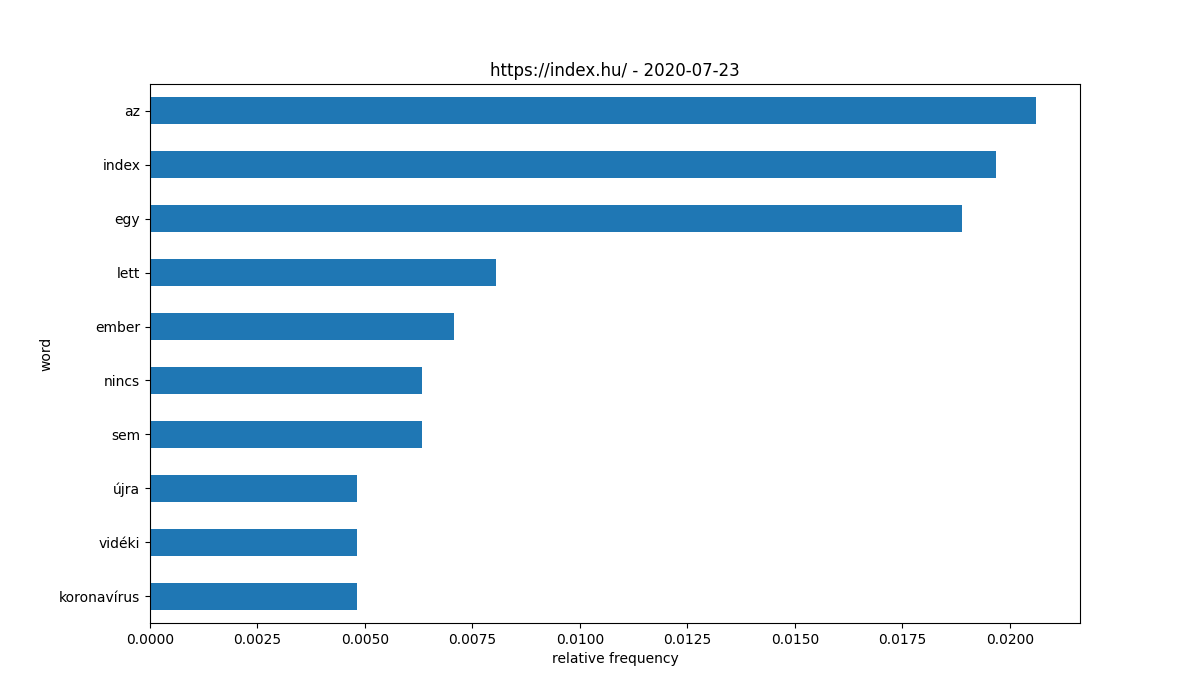 https://index.hu/ - 2020-07-23
word
az
index
egy
lett
ember
nincs
sem
újra
vidéki
koronavírus
0.0000 0.0025 0.0050 0.0075 0.0100 0.0125 0.0150 0.0175 0.0200
relative frequency